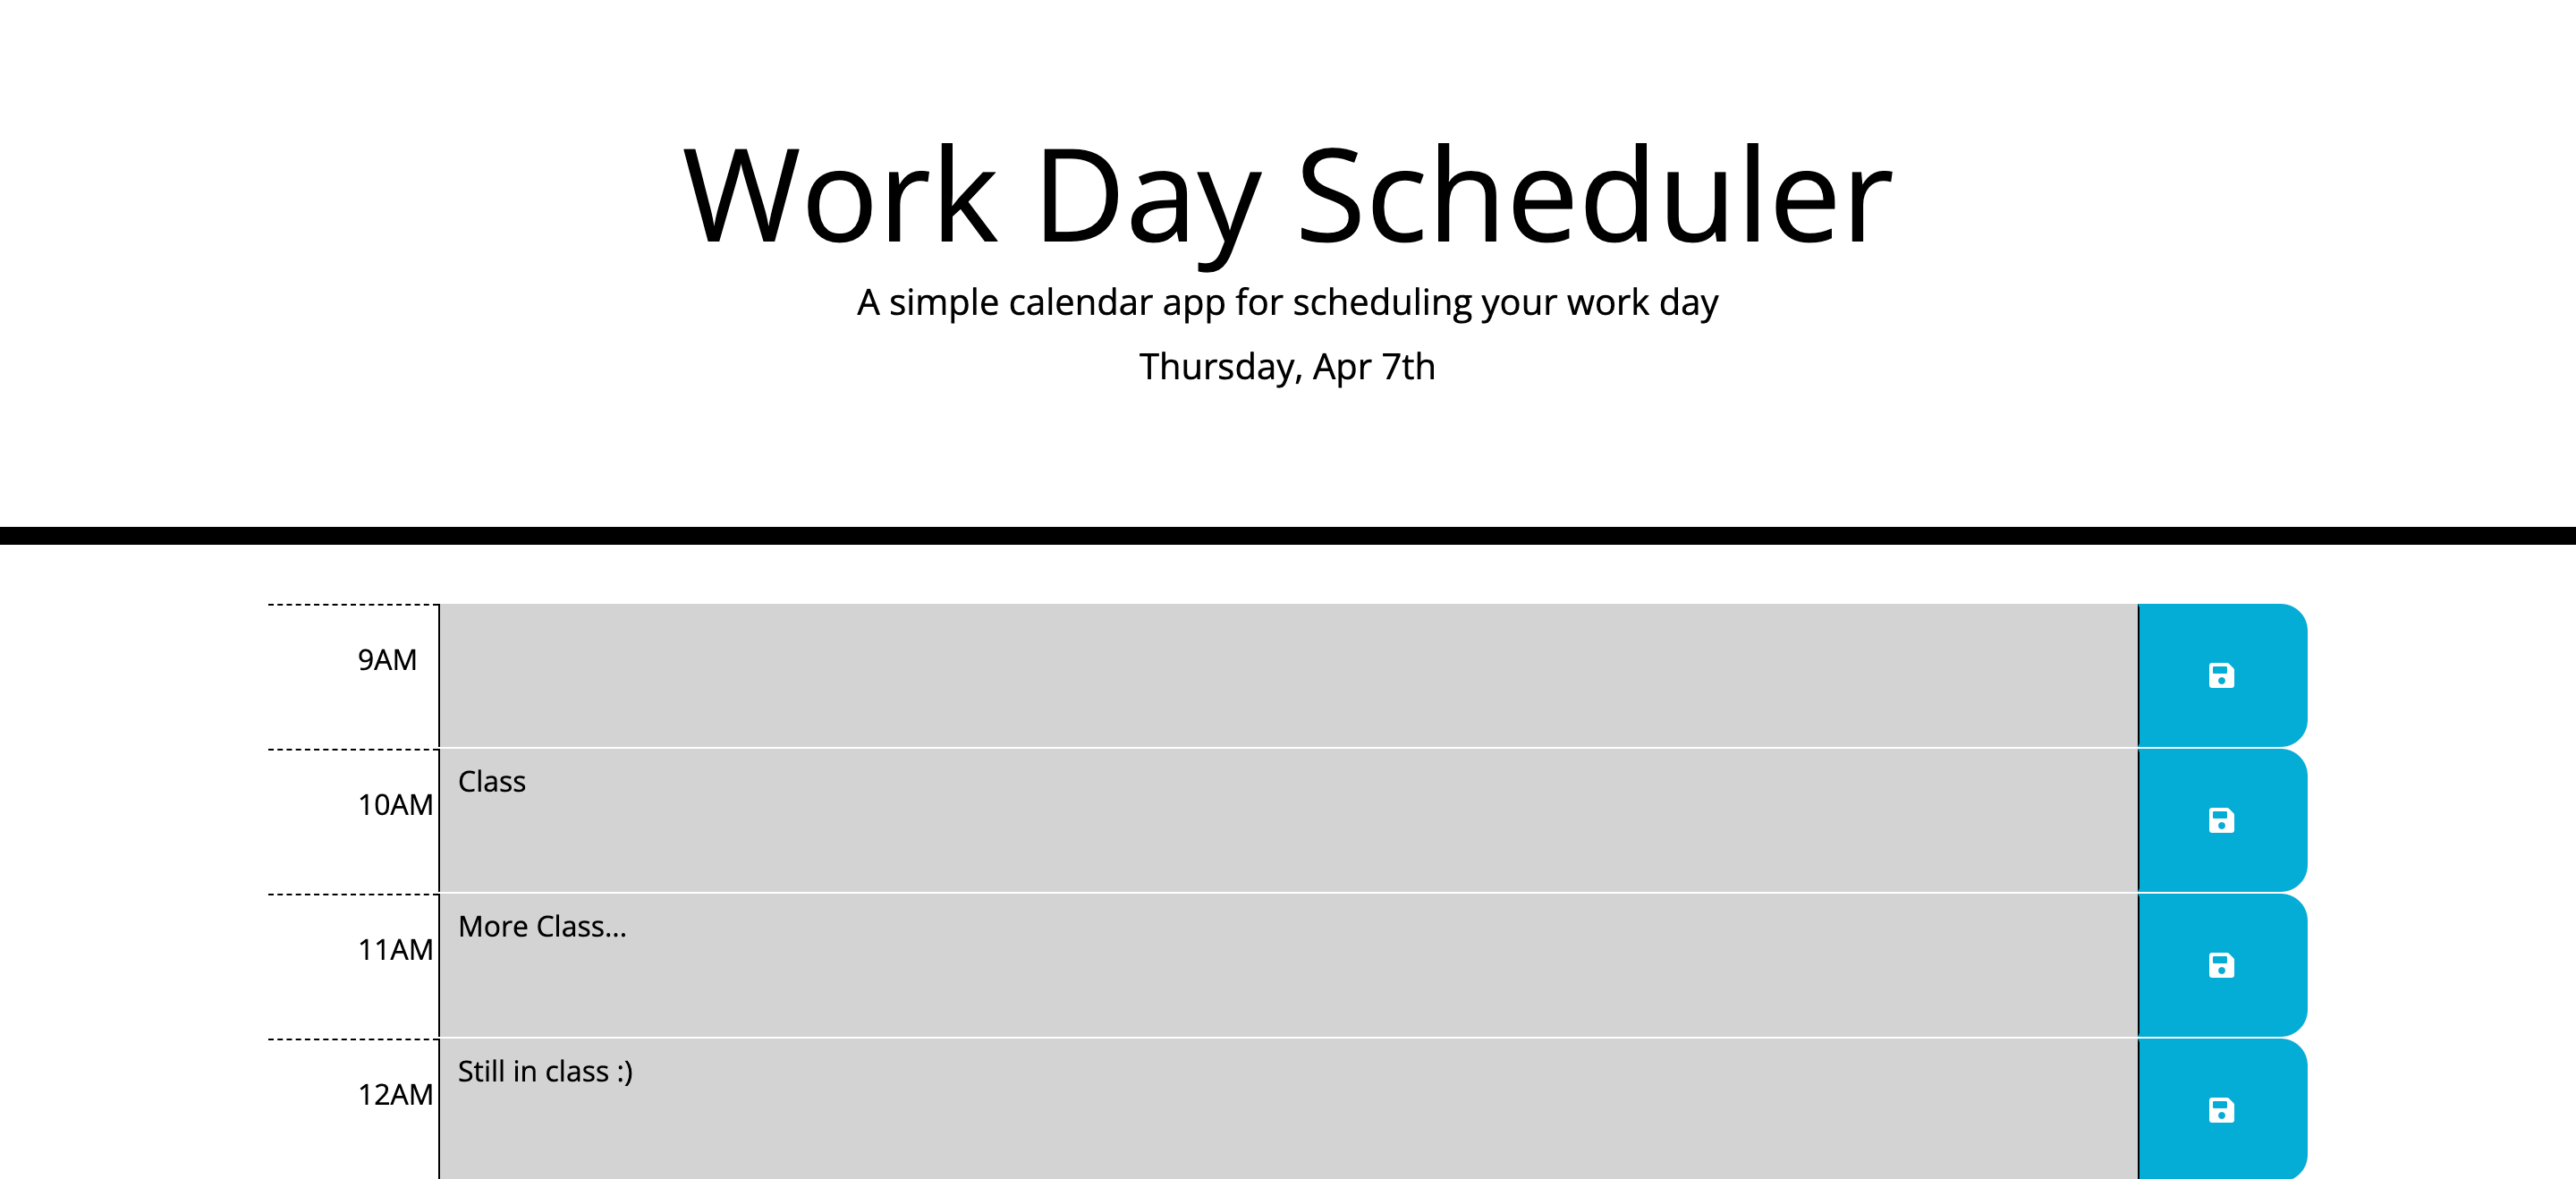 Work Day Scheduler
A simple calendar app for scheduling your work day
Thursday, Apr 7th
9AM
10AM
Class
11AM
More Class...
12AM
Still in class :)